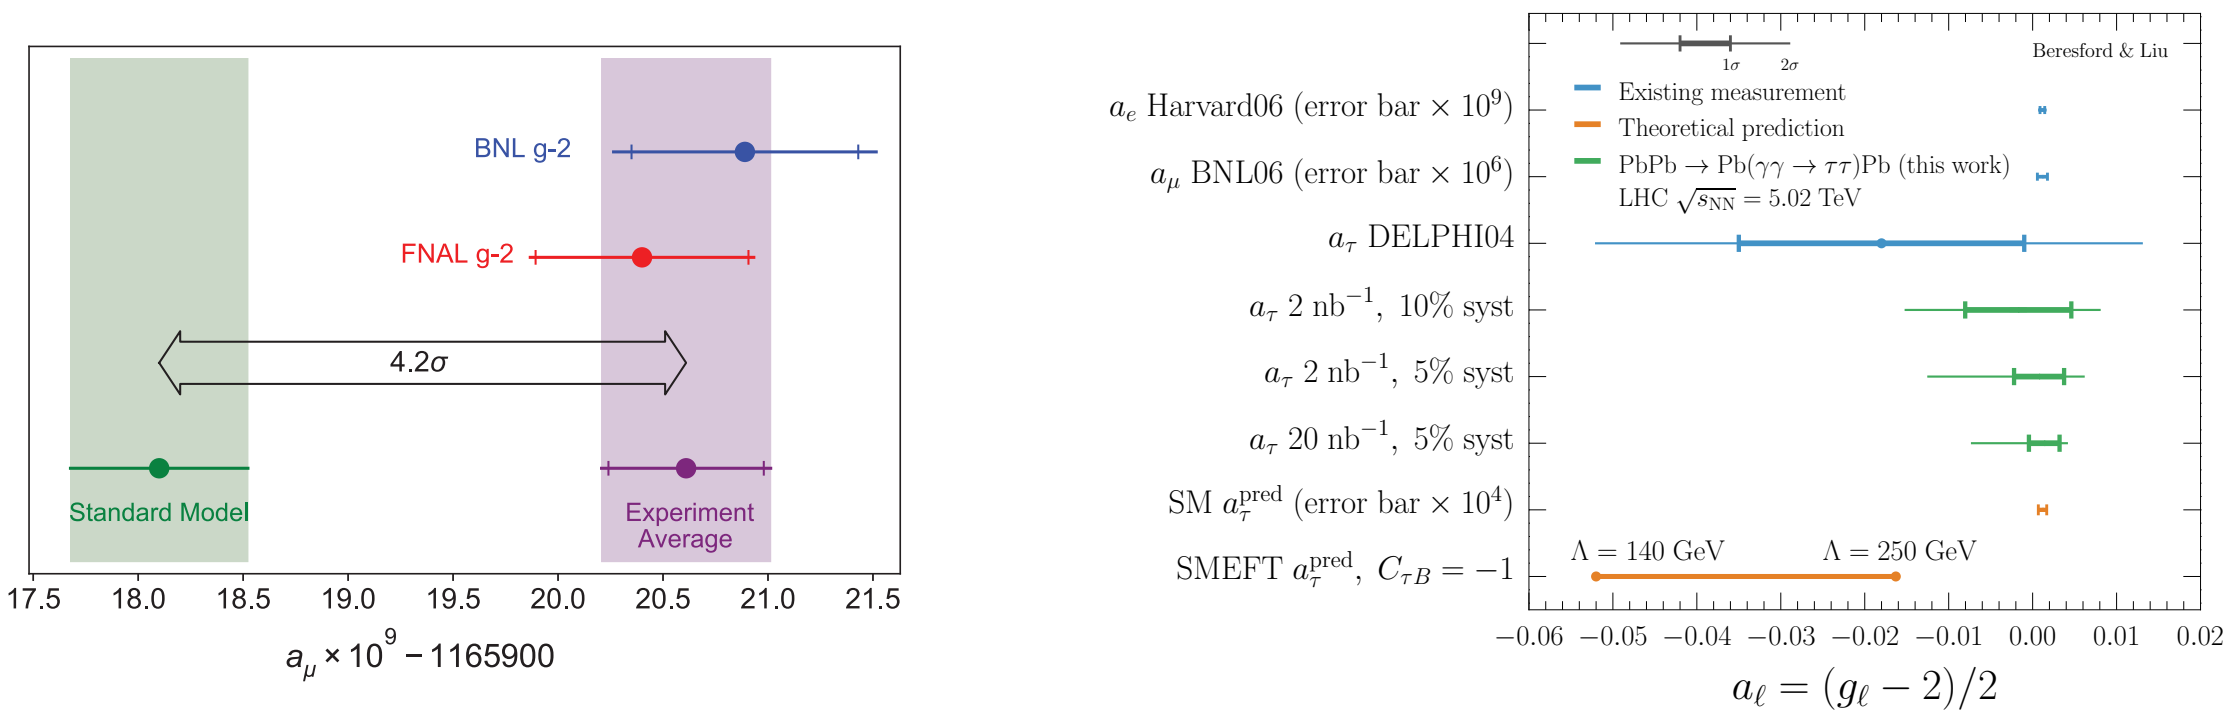 BNL g-2
FNAL g-2
4.2σ
Standard Model
Experiment
Average
17.5 18.0 18.5 19.0 19.5 20.0 20.5 21.0 21.5
a_μ × 10^9 − 1165900
1σ 2σ
Beresford & Liu
Existing measurement
Theoretical prediction
PbPb → Pb(γγ → ττ)Pb (this work)
LHC √s_NN = 5.02 TeV
a_e Harvard06 (error bar × 10^9)
a_μ BNL06 (error bar × 10^6)
a_τ DELPHI04
a_τ 2 nb^−1, 10% syst
a_τ 2 nb^−1, 5% syst
a_τ 20 nb^−1, 5% syst
SM a_τ^pred (error bar × 10^4)
SMEFT a_τ^pred, C_τB = −1
Λ = 140 GeV Λ = 250 GeV
−0.06 −0.05 −0.04 −0.03 −0.02 −0.01 0.00 0.01 0.02
a_ℓ = (g_ℓ − 2)/2